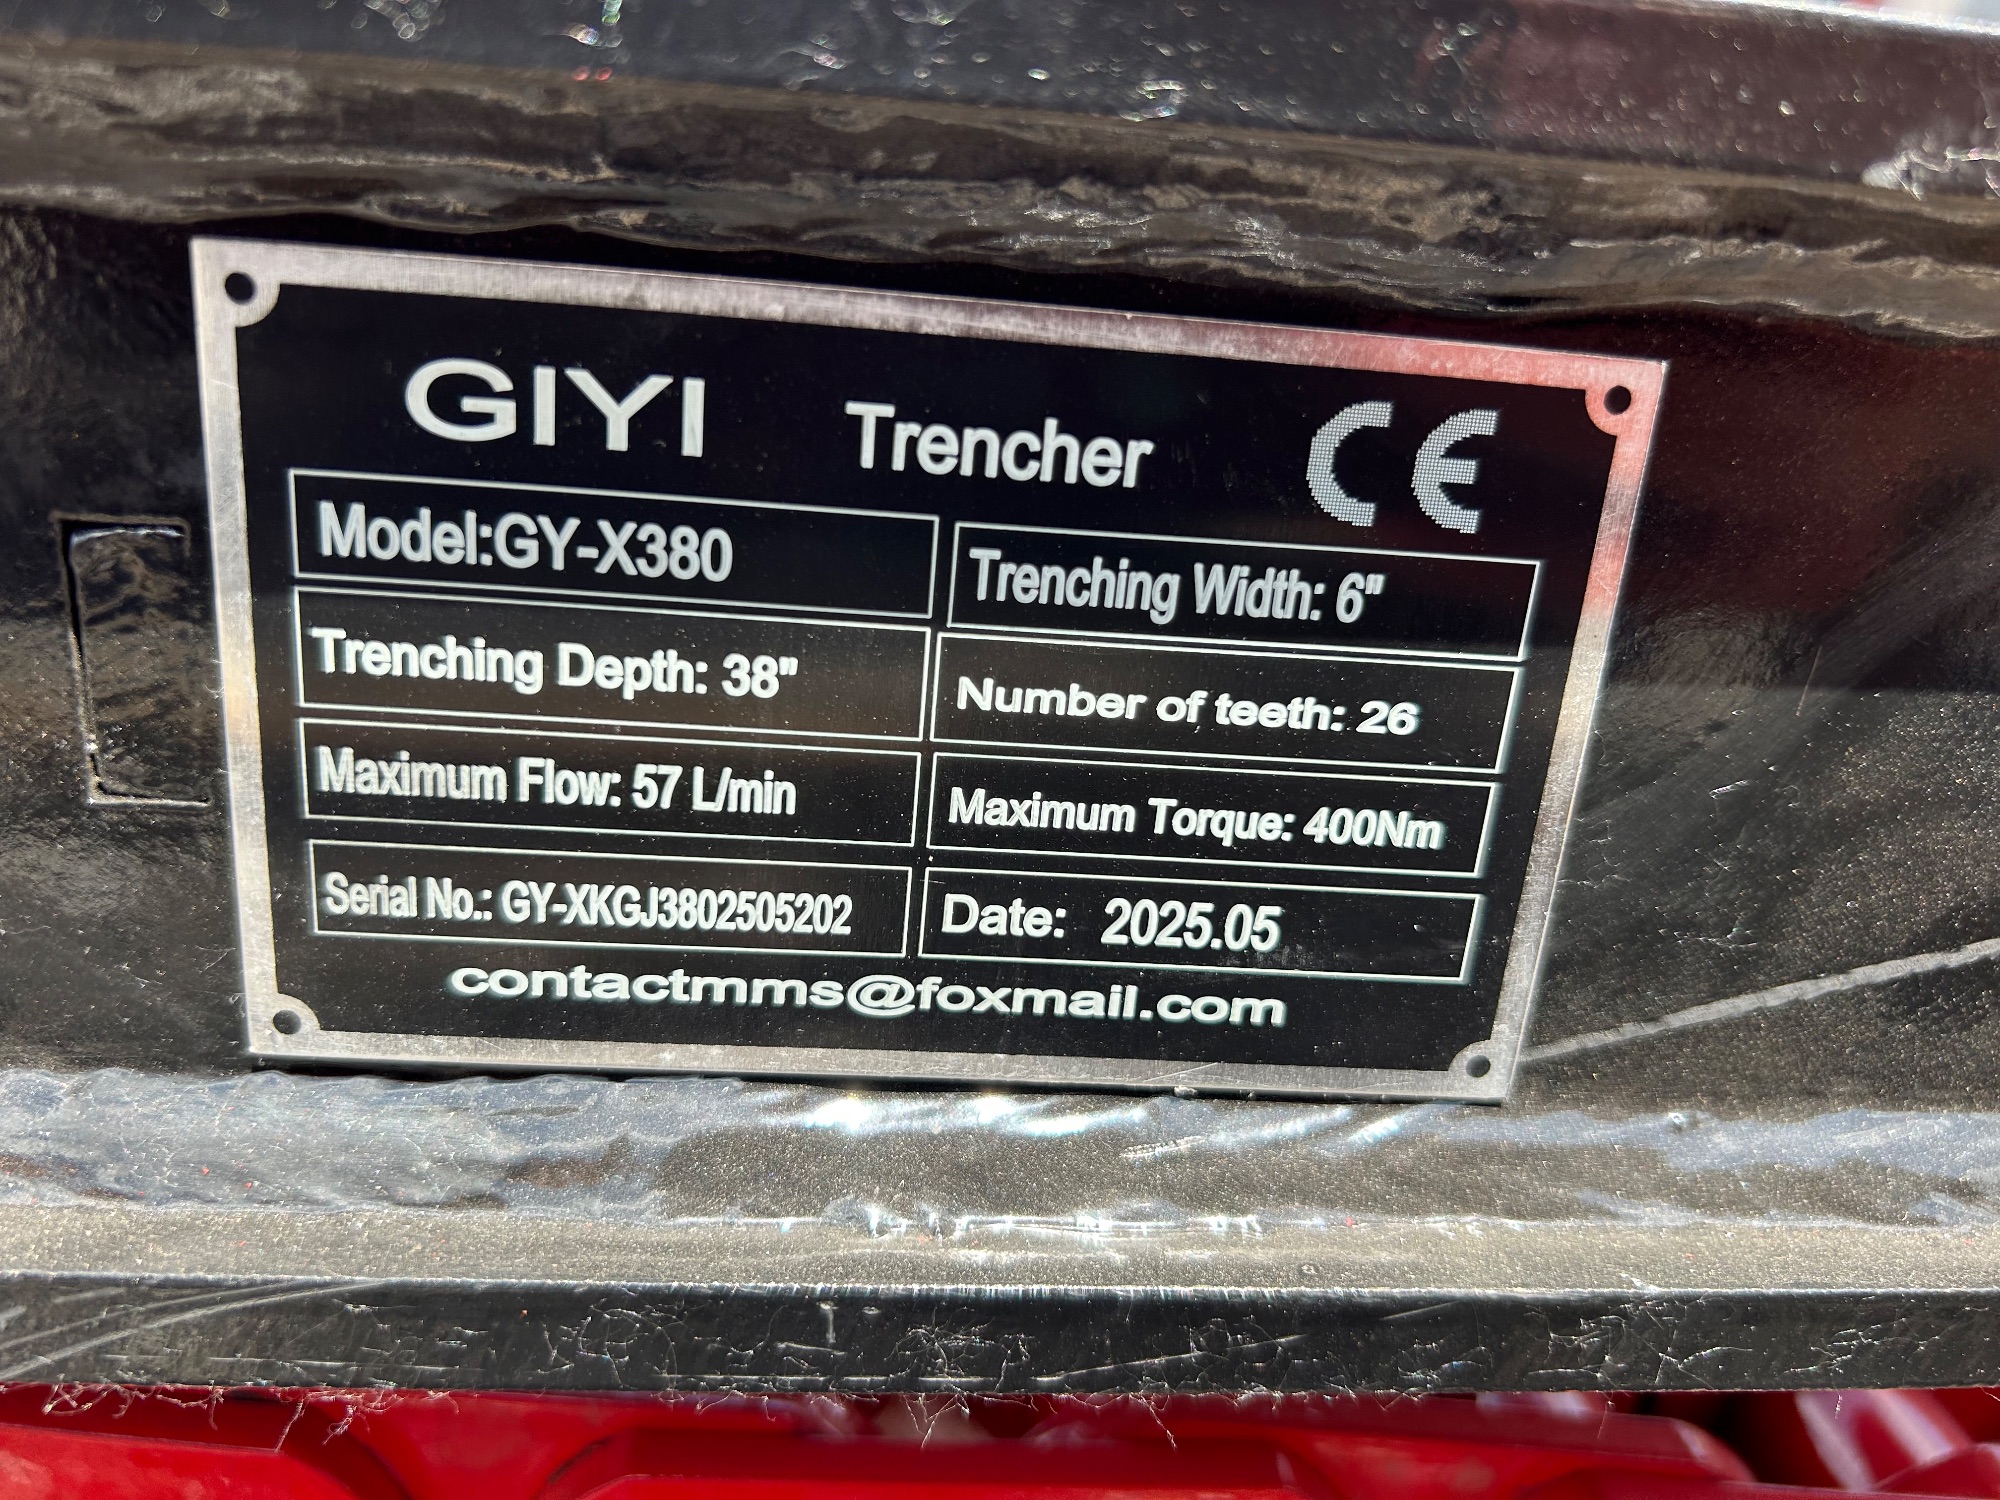 GIYI Trencher CE
Model:GY-X380 Trenching Width: 6"
Trenching Depth: 38" Number of teeth: 26
Maximum Flow: 57 L/min Maximum Torque: 400Nm
Serial No.: GY-XKGJ3802505202 Date: 2025.05
contactmms@foxmail.com